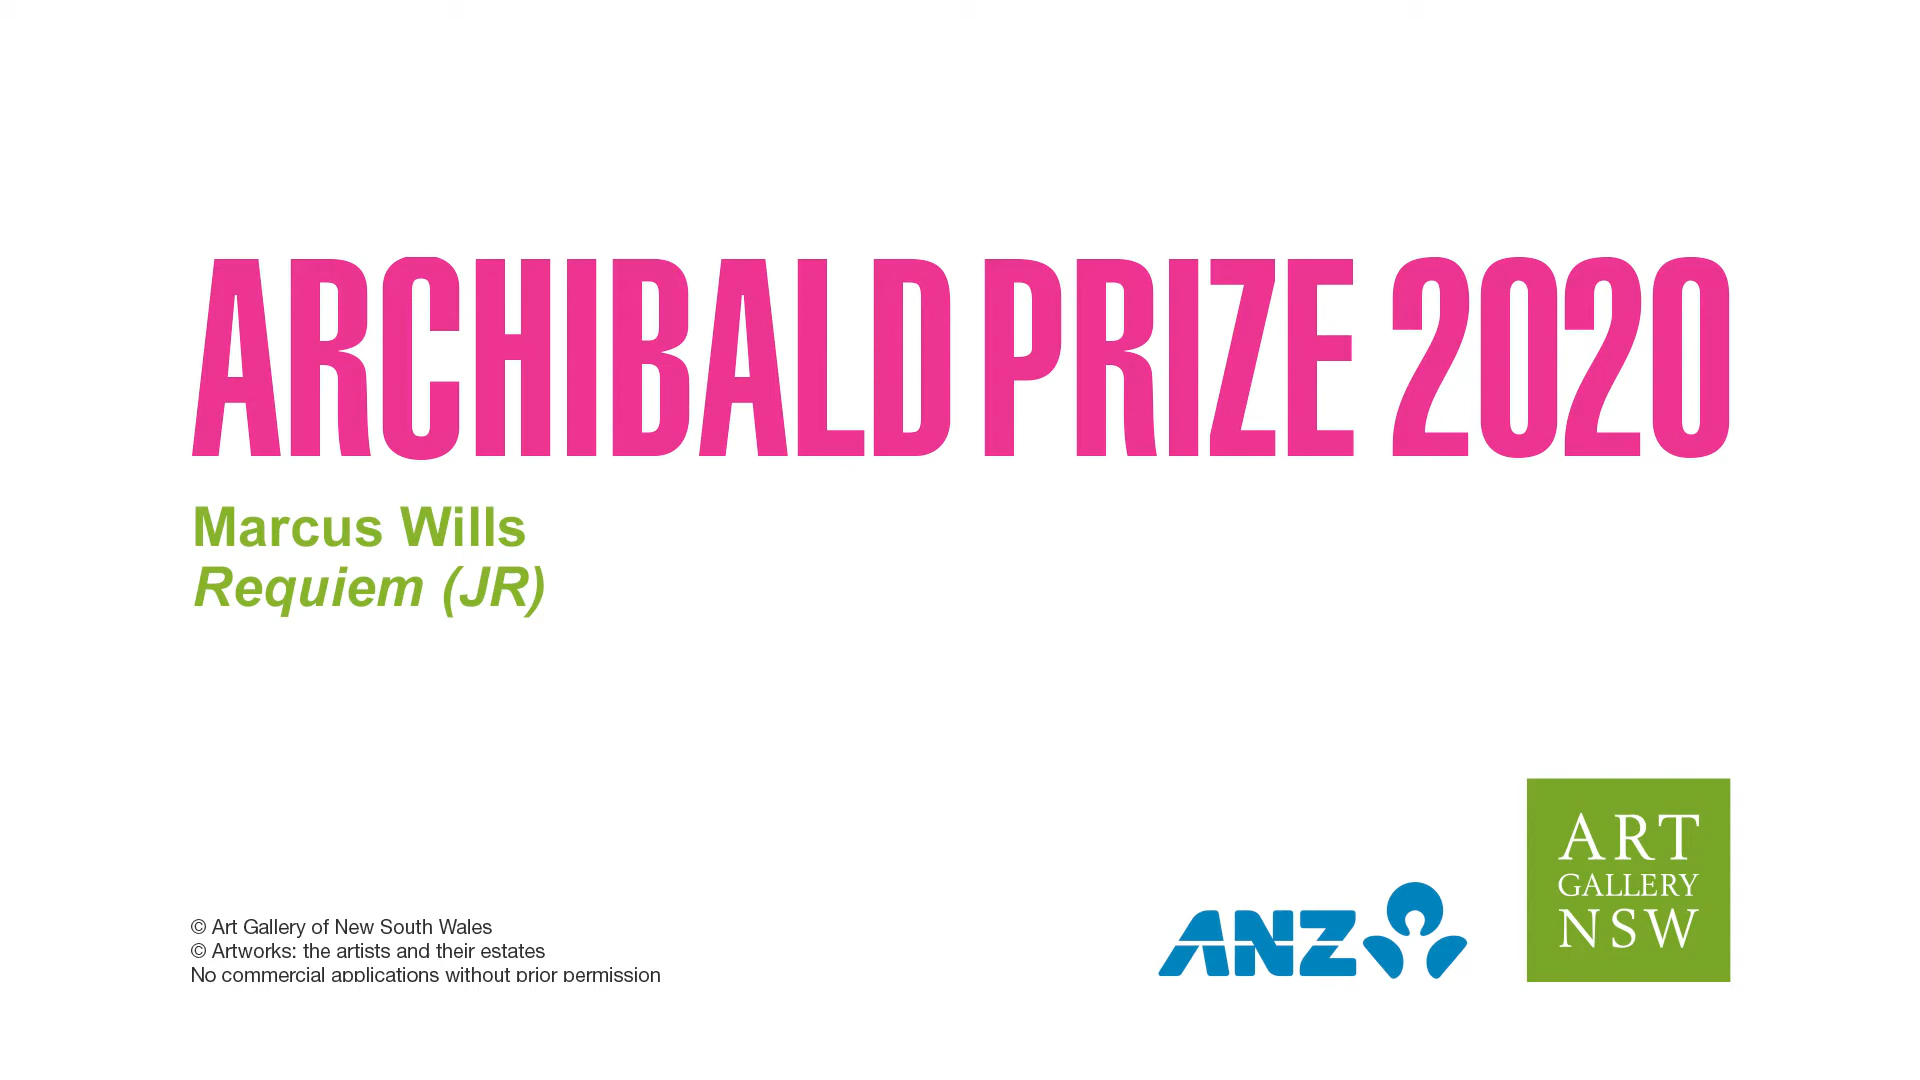 ARCHIBALD PRIZE 2020
Marcus Wills
Requiem (JR)
© Art Gallery of New South Wales
© Artworks: the artists and their estates
No commercial applications without prior permission
ANZ
ART
GALLERY
NSW